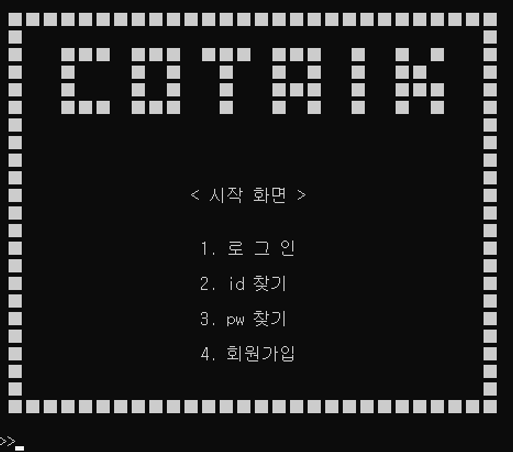 COTAIK
< 시작 화면 >
1. 로 그 인
2. id 찾기
3. pw 찾기
4. 회원가입
>>